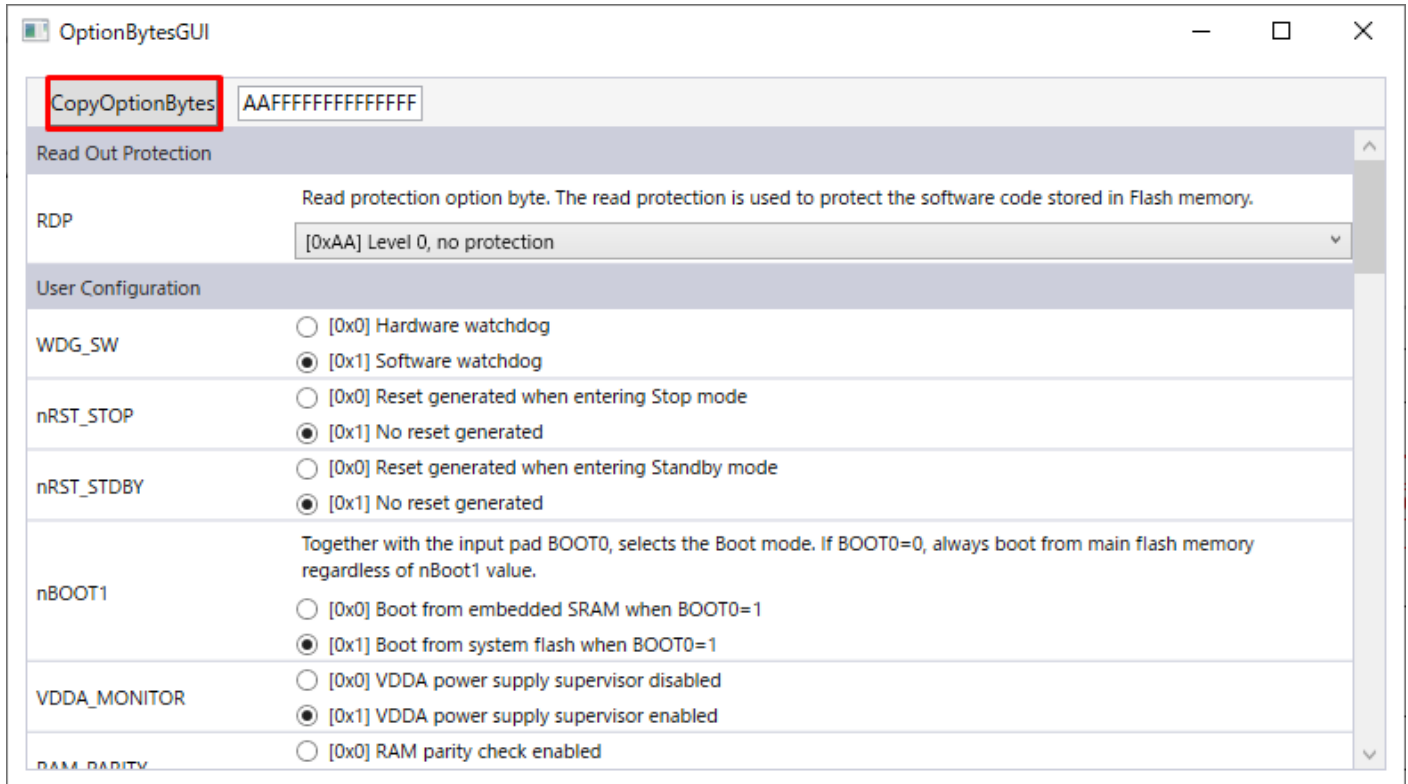 OptionBytesGUI
CopyOptionBytes AAFFFFFFFFFFFFFF
Read Out Protection
RDP
Read protection option byte. The read protection is used to protect the software code stored in Flash memory.
[0xAA] Level 0, no protection
User Configuration
WDG_SW
[0x0] Hardware watchdog
[0x1] Software watchdog
nRST_STOP
[0x0] Reset generated when entering Stop mode
[0x1] No reset generated
nRST_STDBY
[0x0] Reset generated when entering Standby mode
[0x1] No reset generated
nBOOT1
Together with the input pad BOOT0, selects the Boot mode. If BOOT0=0, always boot from main flash memory
regardless of nBoot1 value.
[0x0] Boot from embedded SRAM when BOOT0=1
[0x1] Boot from system flash when BOOT0=1
VDDA_MONITOR
[0x0] VDDA power supply supervisor disabled
[0x1] VDDA power supply supervisor enabled
RAM_PARITY
[0x0] RAM parity check enabled